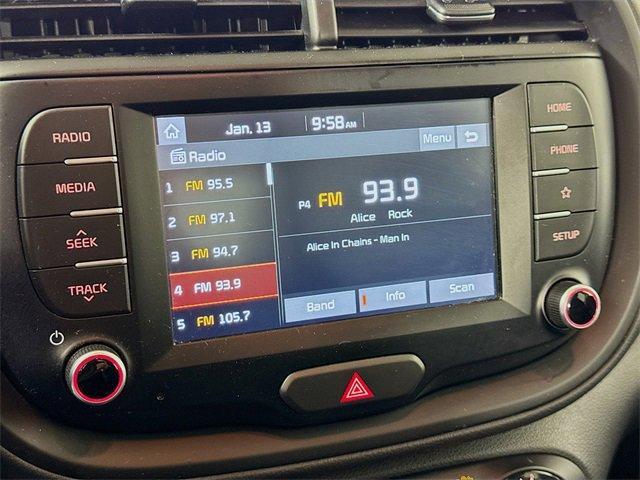 Jan. 13 9:58 AM
Menu
Radio
1 FM 95.5
2 FM 97.1
3 FM 94.7
4 FM 93.9
5 FM 105.7
P4 FM 93.9
Alice Rock
Alice In Chains - Man In
Band Info Scan
RADIO
MEDIA
SEEK
TRACK
HOME
PHONE
SETUP